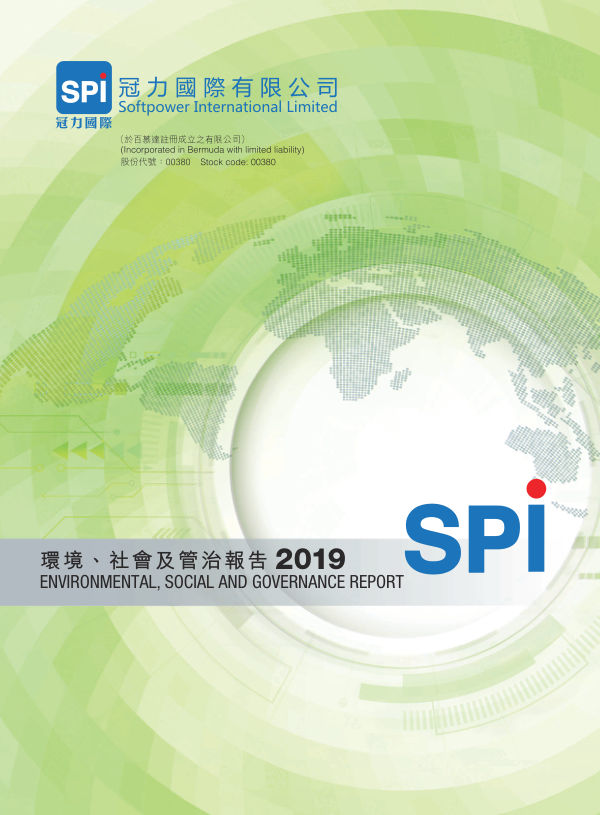 SPi
冠力國際
冠力國際有限公司
Softpower International Limited
（於百慕達註冊成立之有限公司）
(Incorporated in Bermuda with limited liability)
股份代號：00380 Stock code: 00380
SPi
環境、社會及管治報告 2019
ENVIRONMENTAL, SOCIAL AND GOVERNANCE REPORT